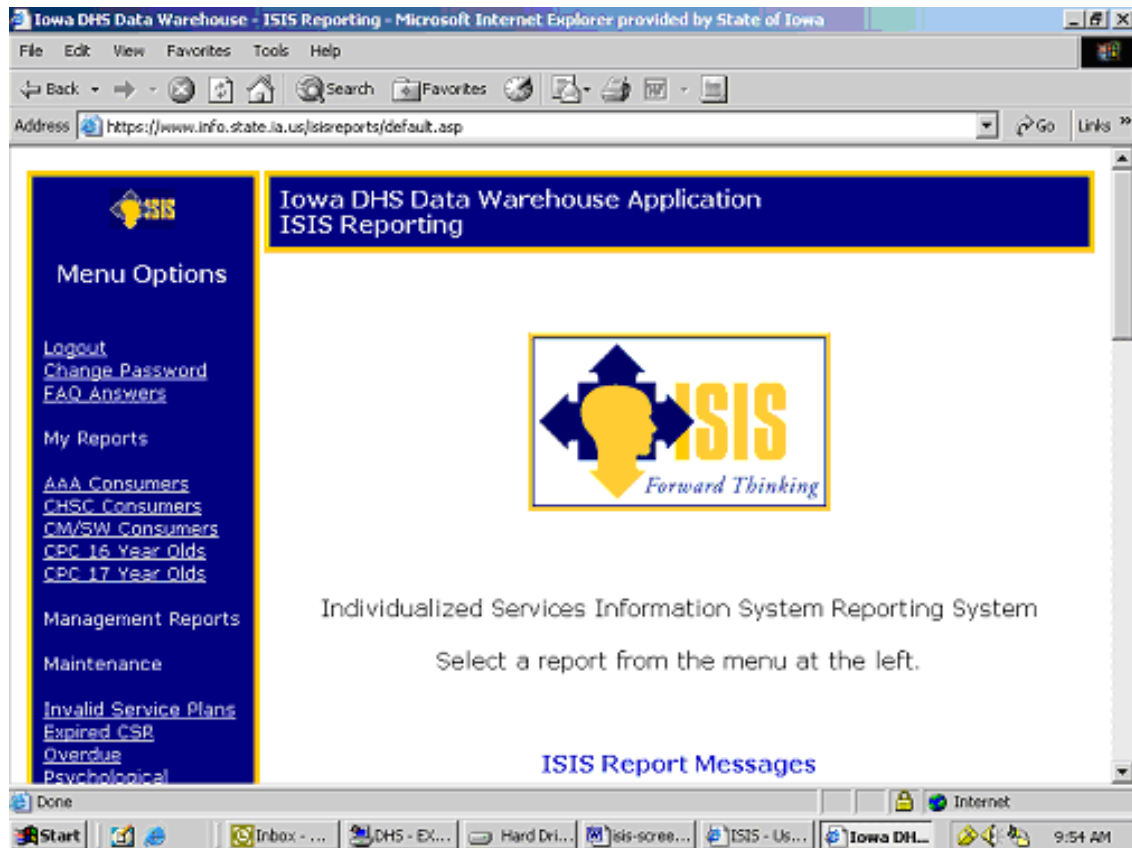 Iowa DHS Data Warehouse - ISIS Reporting - Microsoft Internet Explorer provided by State of Iowa
File Edit View Favorites Tools Help
Back Search Favorites
Address https://www.info.state.ia.us/isisreports/default.asp Go Links »
ISIS
Menu Options
Logout
Change Password
FAQ Answers
My Reports
AAA Consumers
CHSC Consumers
CM/SW Consumers
CPC 16 Year Olds
CPC 17 Year Olds
Management Reports
Maintenance
Invalid Service Plans
Expired CSR
Overdue
Psychological
Iowa DHS Data Warehouse Application
ISIS Reporting
ISIS
Forward Thinking
Individualized Services Information System Reporting System
Select a report from the menu at the left.
ISIS Report Messages
Done Internet
Start Inbox - ... DHS - EX... Hard Dri... isis-scree... ISIS - Us... Iowa DH... 9:54 AM